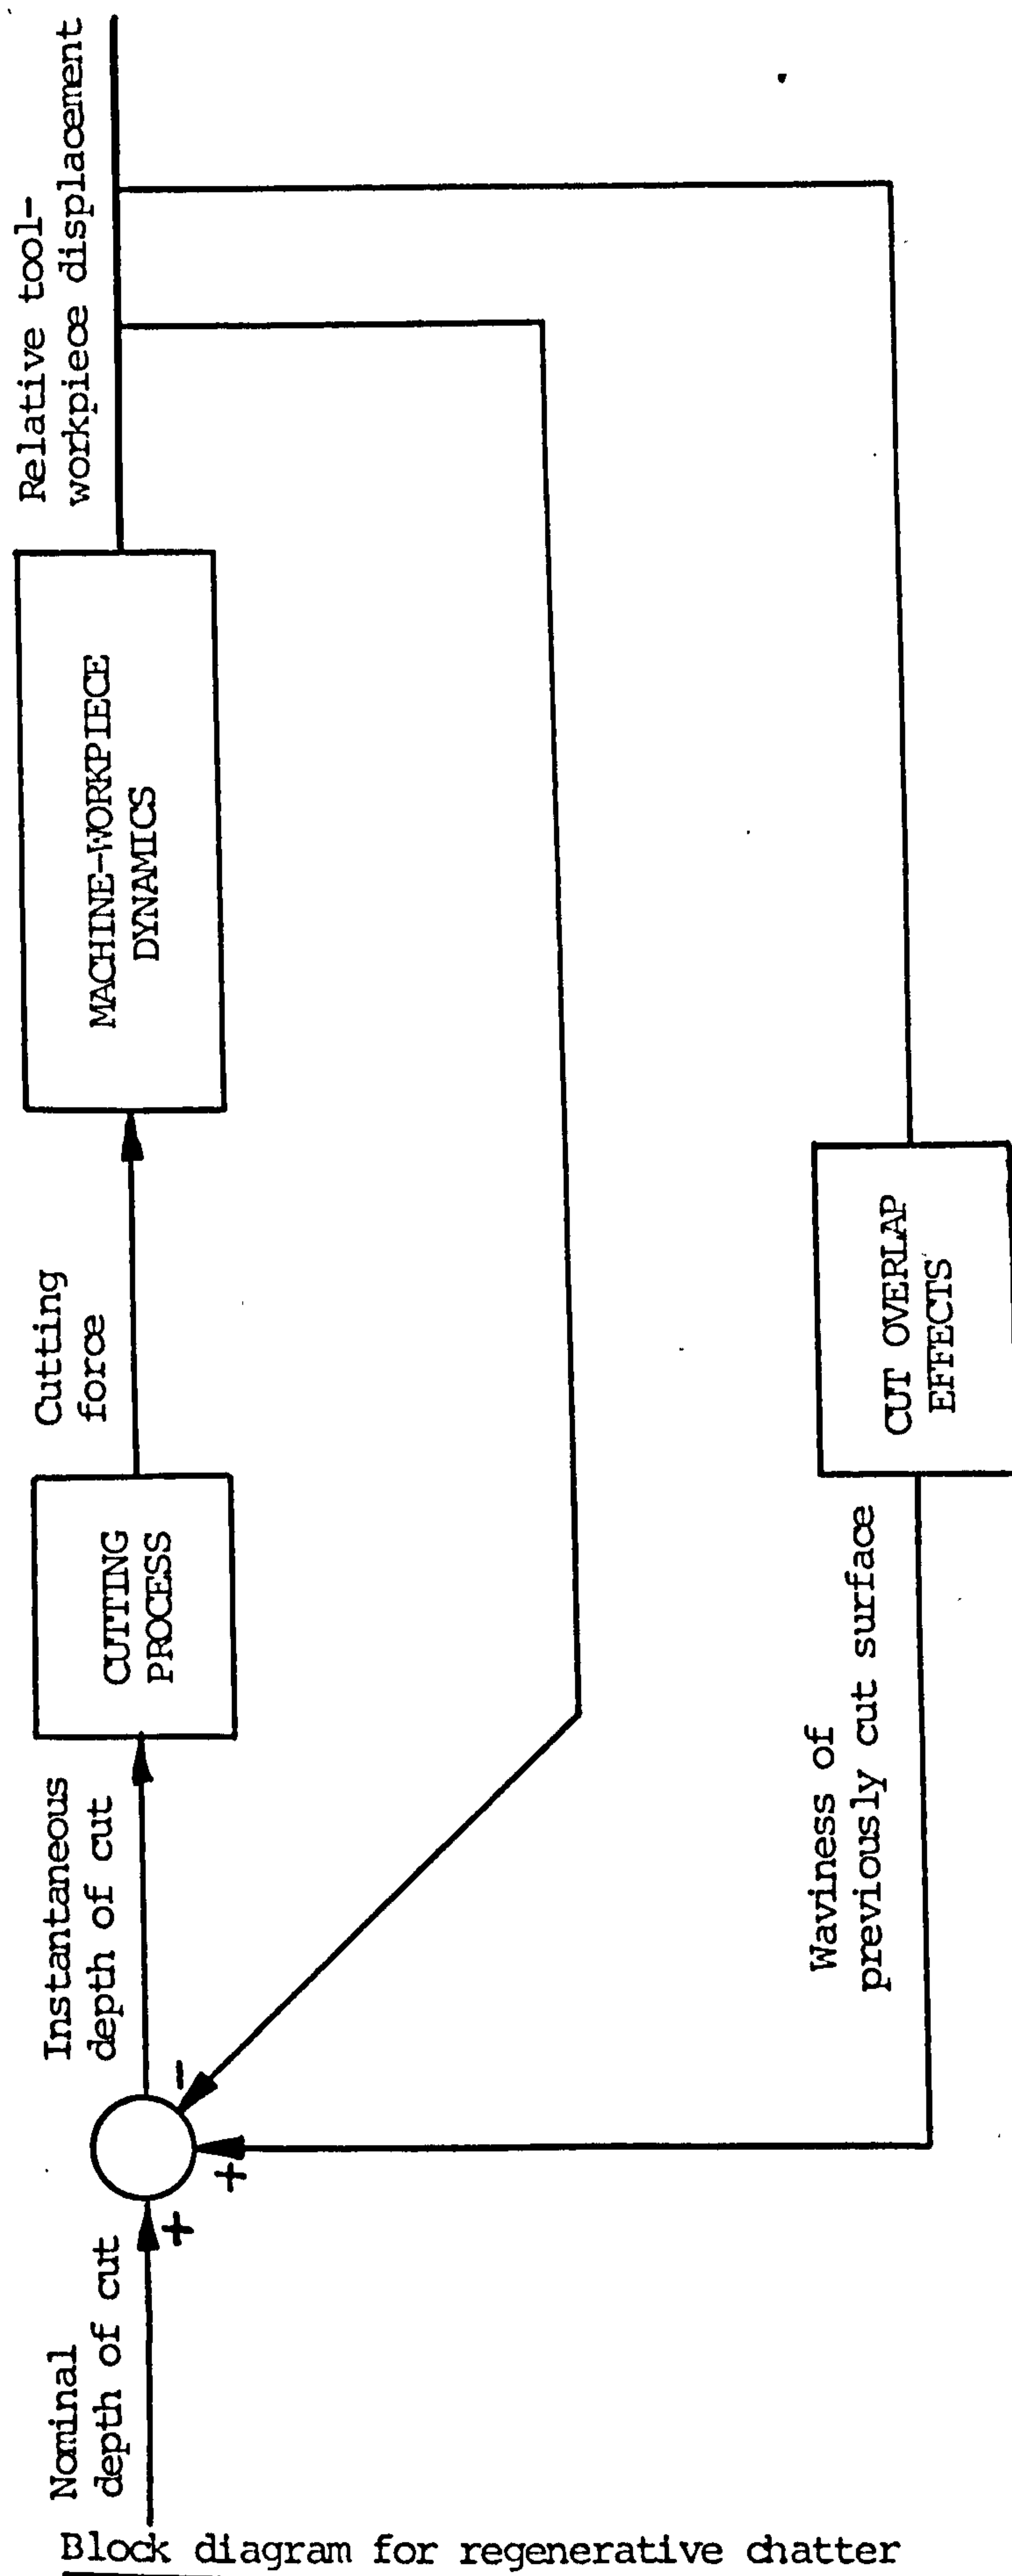 Nominal
depth of cut
+
+
-
Instantaneous
depth of cut
CUTTING
PROCESS
Cutting
force
MACHINE-WORKPIECE
DYNAMICS
Relative tool-
workpiece displacement
CUT OVERLAP
EFFECTS
Waviness of
previously cut surface
Block diagram for regenerative chatter